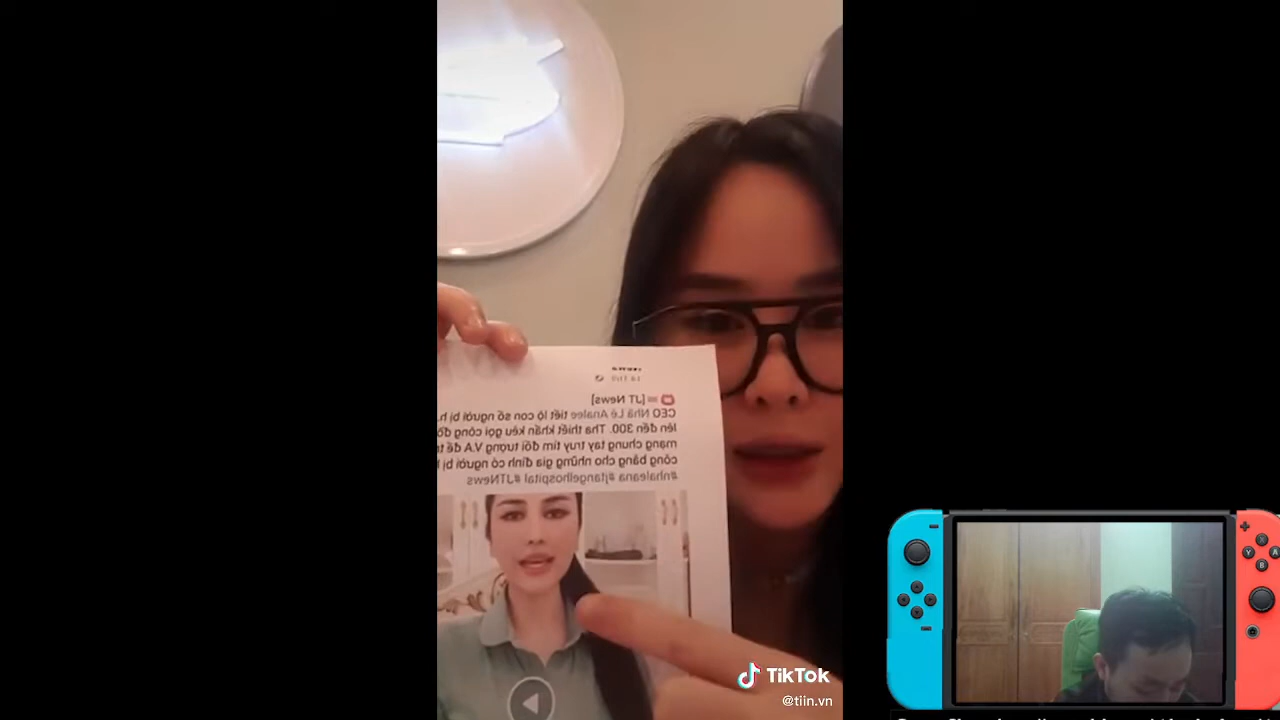 [JT News]
CEO Nhã Lê Analee tiết lộ con số người bị h.
lên đến 300. Tha thiết khẩn kêu gọi công đồ
mạng chung tay truy tìm đối tượng V.A để
công bằng cho những gia đình có người bị
#nhaleana #jtangelhospital #JTNews
TikTok
@tiin.vn
X
Y A
B